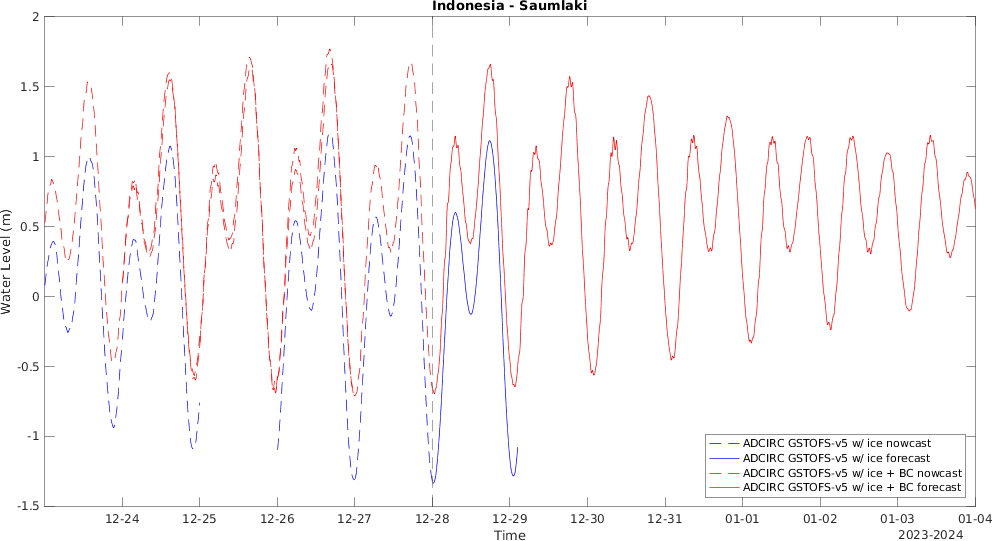 Indonesia - Saumlaki
2
1.5
1
0.5
0
-0.5
-1
-1.5
Water Level (m)
ADCIRC GSTOFS-v5 w/ ice nowcast
ADCIRC GSTOFS-v5 w/ ice forecast
ADCIRC GSTOFS-v5 w/ ice + BC nowcast
ADCIRC GSTOFS-v5 w/ ice + BC forecast
12-24 12-25 12-26 12-27 12-28 12-29 12-30 12-31 01-01 01-02 01-03 01-04
Time
2023-2024